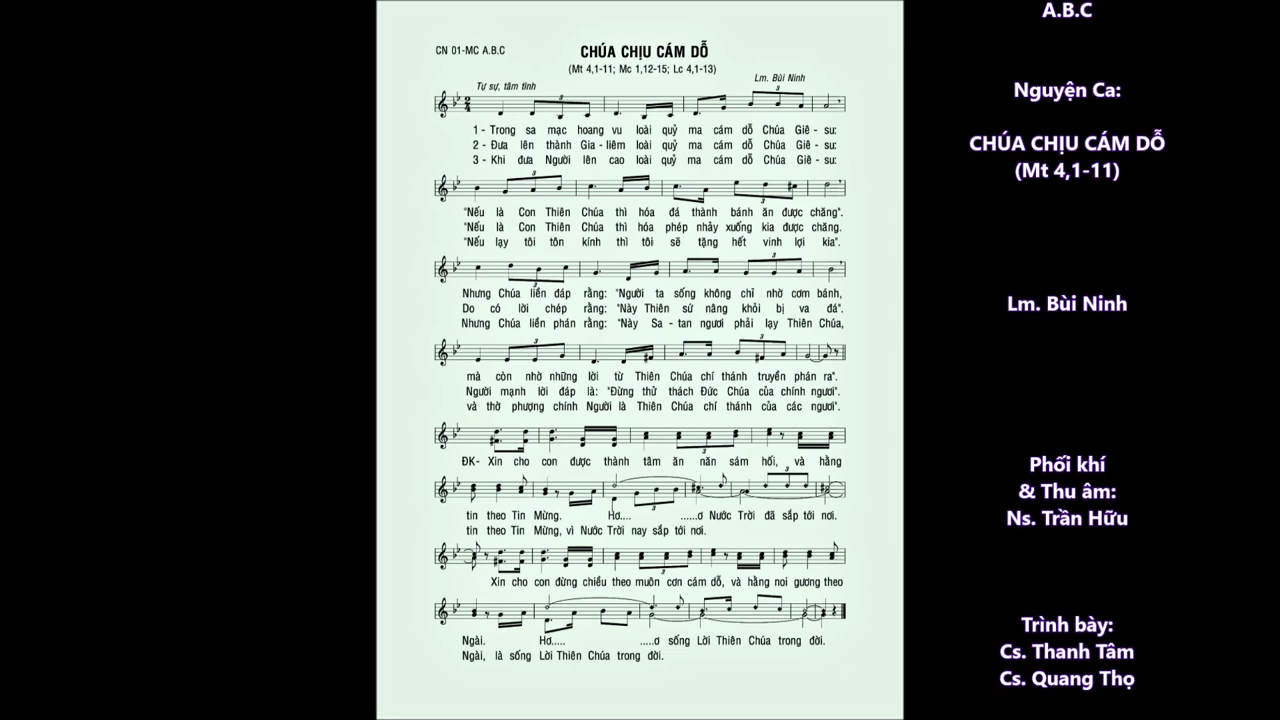 CN 01-MC A.B.C
CHÚA CHỊU CÁM DỖ
(Mt 4,1-11; Mc 1,12-15; Lc 4,1-13)
Tự sự, tâm tình
Lm. Bùi Ninh
1 - Trong sa mạc hoang vu loài quỷ ma cám dỗ Chúa Giê - su:
2 - Đưa lên thành Gia - liêm loài quỷ ma cám dỗ Chúa Giê - su:
3 - Khi đưa Người lên cao loài quỷ ma cám dỗ Chúa Giê - su:
"Nếu là Con Thiên Chúa thì hóa đá thành bánh ăn được chăng".
"Nếu là Con Thiên Chúa thì hóa phép nhảy xuống kia được chăng.
"Nếu lạy tôi tôn kính thì tôi sẽ tặng hết vinh lợi kia".
Nhưng Chúa liền đáp rằng: "Người ta sống không chỉ nhờ cơm bánh,
Do có lời chép rằng: "Này Thiên sứ nâng khỏi bị va đá".
Nhưng Chúa liền phán rằng: "Này Sa - tan ngươi phải lạy Thiên Chúa,
mà còn nhờ những lời từ Thiên Chúa chí thánh truyền phán ra".
Người mạnh lời đáp là: "Đừng thử thách Đức Chúa của chính ngươi".
và thờ phượng chính Người là Thiên Chúa chí thánh của các ngươi".
ĐK- Xin cho con được thành tâm ăn năn sám hối, và hằng
tin theo Tin Mừng. Hơ.... ......ơ Nước Trời đã sắp tới nơi.
tin theo Tin Mừng, vì Nước Trời nay sắp tới nơi.
Xin cho con đừng chiều theo muôn cơn cám dỗ, và hằng noi gương theo
Ngài. Hơ..... .....ơ sống Lời Thiên Chúa trong đời.
Ngài, là sống Lời Thiên Chúa trong đời.
A.B.C
Nguyện Ca:
CHÚA CHỊU CÁM DỖ
(Mt 4,1-11)
Lm. Bùi Ninh
Phối khí
& Thu âm:
Ns. Trần Hữu
Trình bày:
Cs. Thanh Tâm
Cs. Quang Thọ